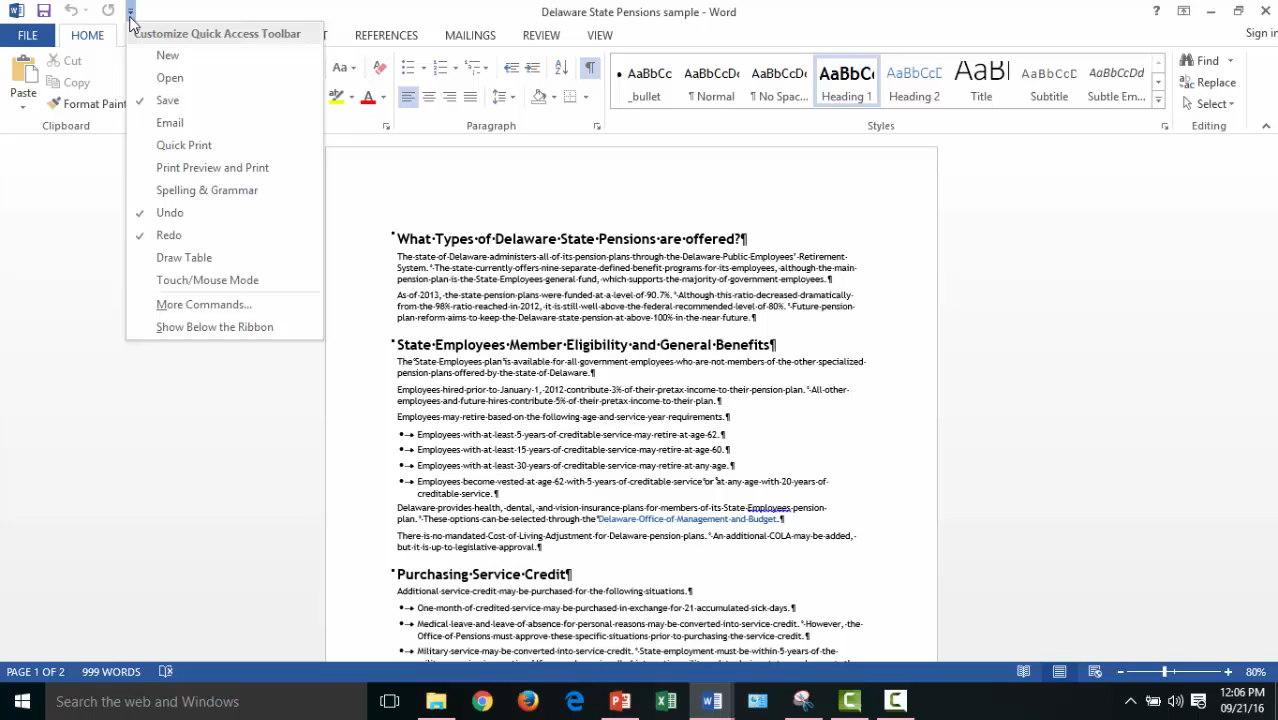 Delaware State Pensions sample - Word
?
FILE
HOME
REFERENCES
MAILINGS
REVIEW
VIEW
Sign in
Customize Quick Access Toolbar
New
Open
Save
Email
Quick Print
Print Preview and Print
Spelling & Grammar
Undo
Redo
Draw Table
Touch/Mouse Mode
More Commands...
Show Below the Ribbon
Paste
Cut
Copy
Format Paint
Clipboard
Aa
A
Paragraph
AaBbCc AaBbCc AaBbCc AaBbCc AaBbCc AaB AaBbCc AaBbCcDd
_bullet ¶ Normal ¶ No Spac... Heading 1 Heading 2 Title Subtitle Subtle Em...
Styles
Find
Replace
Select
Editing
What·Types·of·Delaware·State·Pensions·are·offered?¶
The·state·of·Delaware·administers·all·of·its·pension·plans·through·the·Delaware·Public·Employees'·Retirement·
System.°·The·state·currently·offers·nine·separate·defined·benefit·programs·for·its·employees,·although·the·main·
pension·plan·is·the·State·Employees·general·fund,·which·supports·the·majority·of·government·employees.¶
As·of·2013,·the·state·pension·plans·were·funded·at·a·level·of·90.7%.°·Although·this·ratio·decreased·dramatically·
from·the·98%·ratio·reached·in·2012,·it·is·still·well·above·the·federal·recommended·level·of·80%.°·Future·pension·
plan·reform·aims·to·keep·the·Delaware·state·pension·at·above·100%·in·the·near·future.¶
State·Employees·Member·Eligibility·and·General·Benefits¶
The°State·Employees·plan°is·available·for·all·government·employees·who·are·not·members·of·the·other·specialized·
pension·plans·offered·by·the·state·of·Delaware.¶
Employees·hired·prior·to·January·1,·2012·contribute·3%·of·their·pretax·income·to·their·pension·plan.°·All·other·
employees·and·future·hires·contribute·5%·of·their·pretax·income·to·their·plan.¶
Employees·may·retire·based·on·the·following·age·and·service·year·requirements.¶
•→Employees·with·at·least·5·years·of·creditable·service·may·retire·at·age·62.¶
•→Employees·with·at·least·15·years·of·creditable·service·may·retire·at·age·60.¶
•→Employees·with·at·least·30·years·of·creditable·service·may·retire·at·any·age.¶
•→Employees·become·vested·at·age·62·with·5·years·of·creditable·service°or°at·any·age·with·20·years·of·
creditable·service.¶
Delaware·provides·health,·dental,·and·vision·insurance·plans·for·members·of·its·State·Employees·pension·
plan.°·These·options·can·be·selected·through·the°Delaware·Office·of·Management·and·Budget.¶
There·is·no·mandated·Cost·of·Living·Adjustment·for·Delaware·pension·plans.°·An·additional·COLA·may·be·added,·
but·it·is·up·to·legislative·approval.¶
Purchasing·Service·Credit¶
Additional·service·credit·may·be·purchased·for·the·following·situations.¶
•→One·month·of·credited·service·may·be·purchased·in·exchange·for·21·accumulated·sick·days.¶
•→Medical·leave·and·leave·of·absence·for·personal·reasons·may·be·converted·into·service·credit.°·However,·the·
Office·of·Pensions·must·approve·these·specific·situations·prior·to·purchasing·the·service·credit.¶
•→Military·service·may·be·converted·into·service·credit.°·State·employment·must·be·within·5·years·of·the·
PAGE 1 OF 2 999 WORDS
80%
Search the web and Windows
12:06 PM
09/21/16